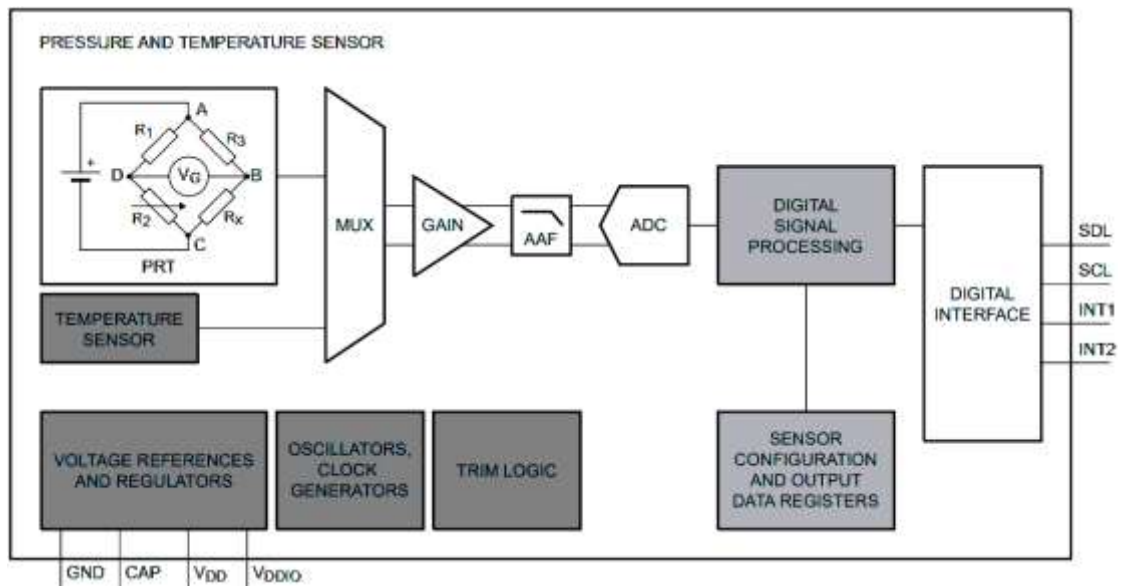 PRESSURE AND TEMPERATURE SENSOR
A
R1
R3
+
D
VG
B
R2
RX
C
PRT
TEMPERATURE
SENSOR
MUX
GAIN
AAF
ADC
DIGITAL
SIGNAL
PROCESSING
DIGITAL
INTERFACE
SDL
SCL
INT1
INT2
VOLTAGE REFERENCES
AND REGULATORS
OSCILLATORS,
CLOCK
GENERATORS
TRIM LOGIC
SENSOR
CONFIGURATION
AND OUTPUT
DATA REGISTERS
GND
CAP
VDD
VDDIO